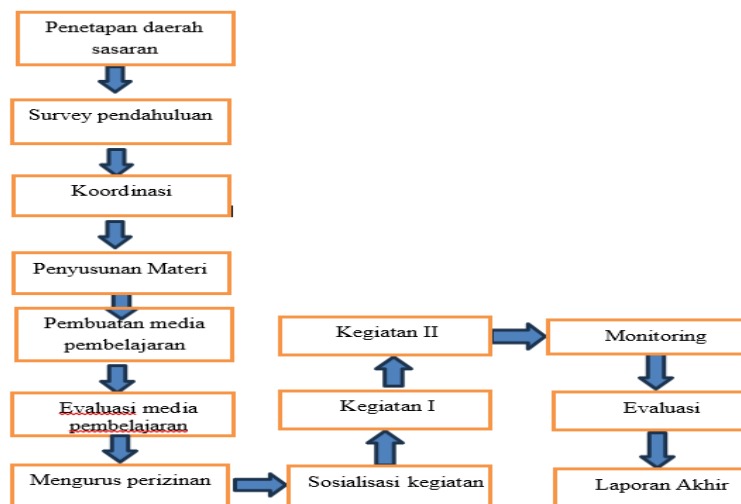 Penetapan daerah
sasaran
Survey pendahuluan
Koordinasi
Penyusunan Materi
Pembuatan media
pembelajaran
Evaluasi media
pembelajaran
Mengurus perizinan
Sosialisasi kegiatan
Kegiatan I
Kegiatan II
Monitoring
Evaluasi
Laporan Akhir